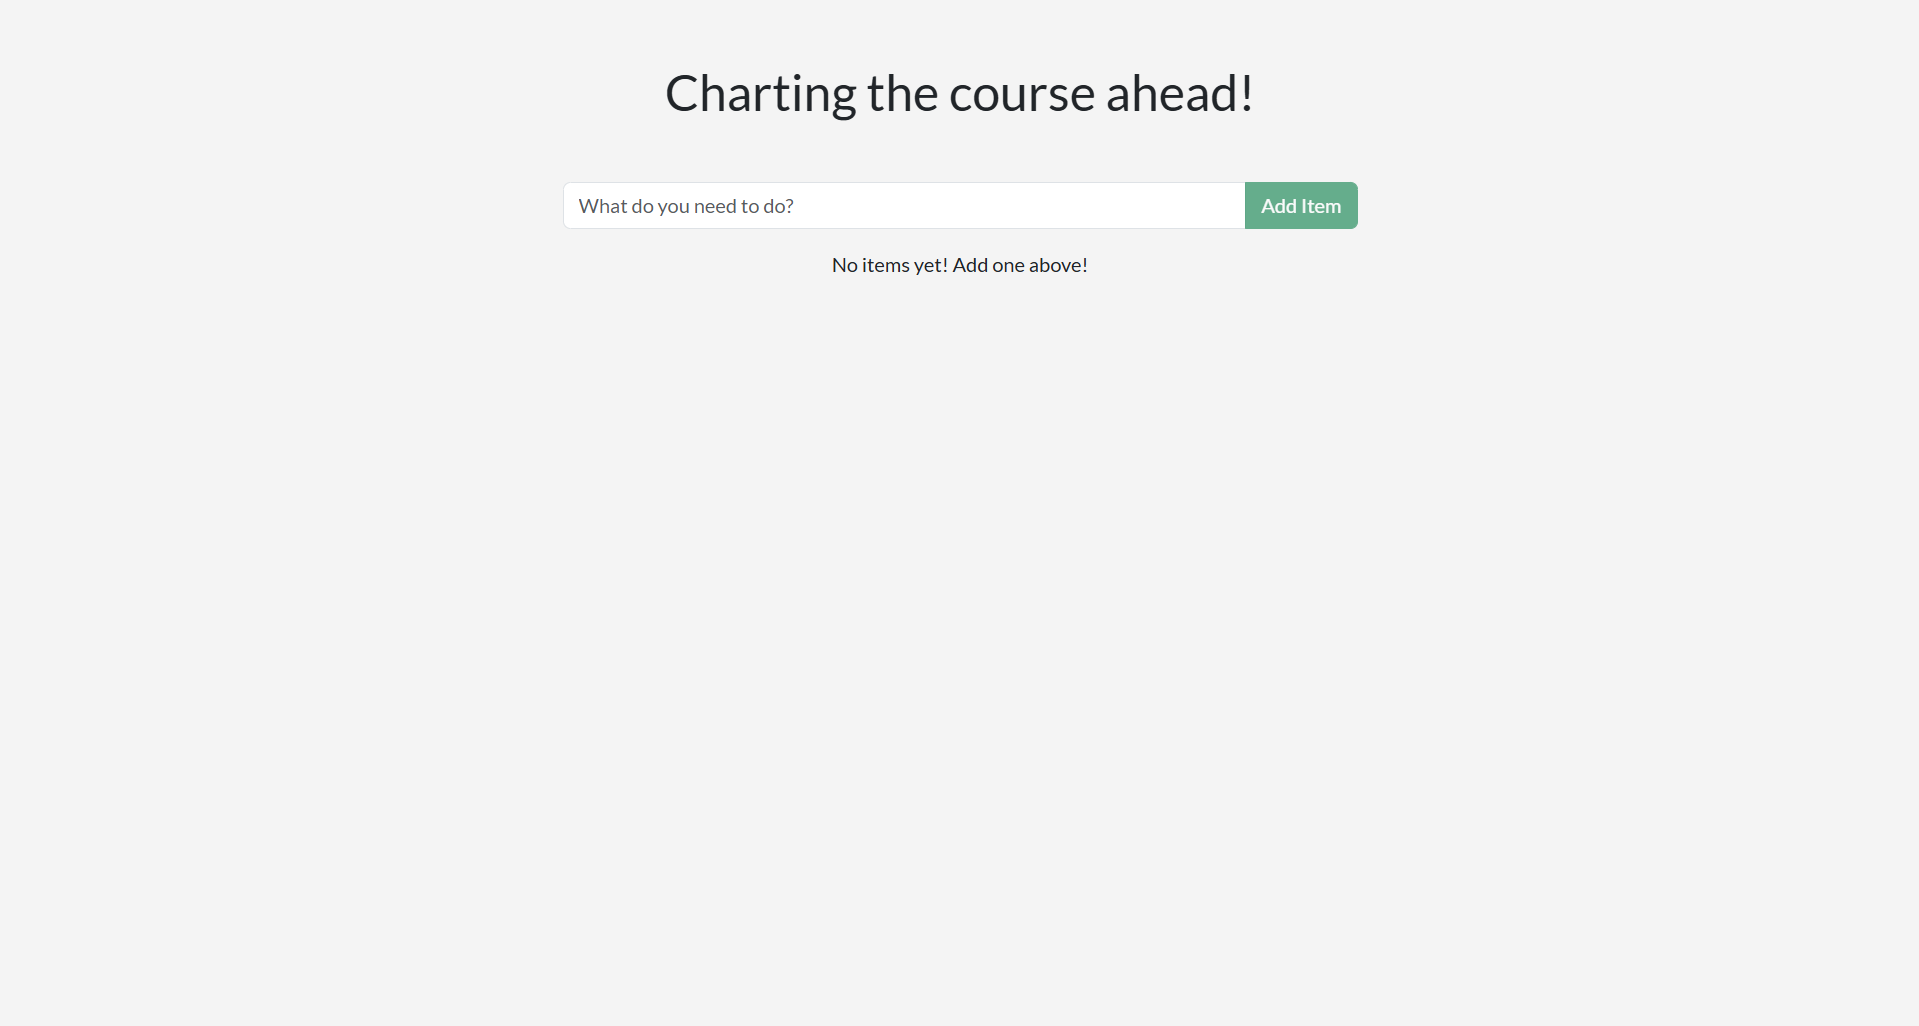 Charting the course ahead!
What do you need to do?
Add Item
No items yet! Add one above!